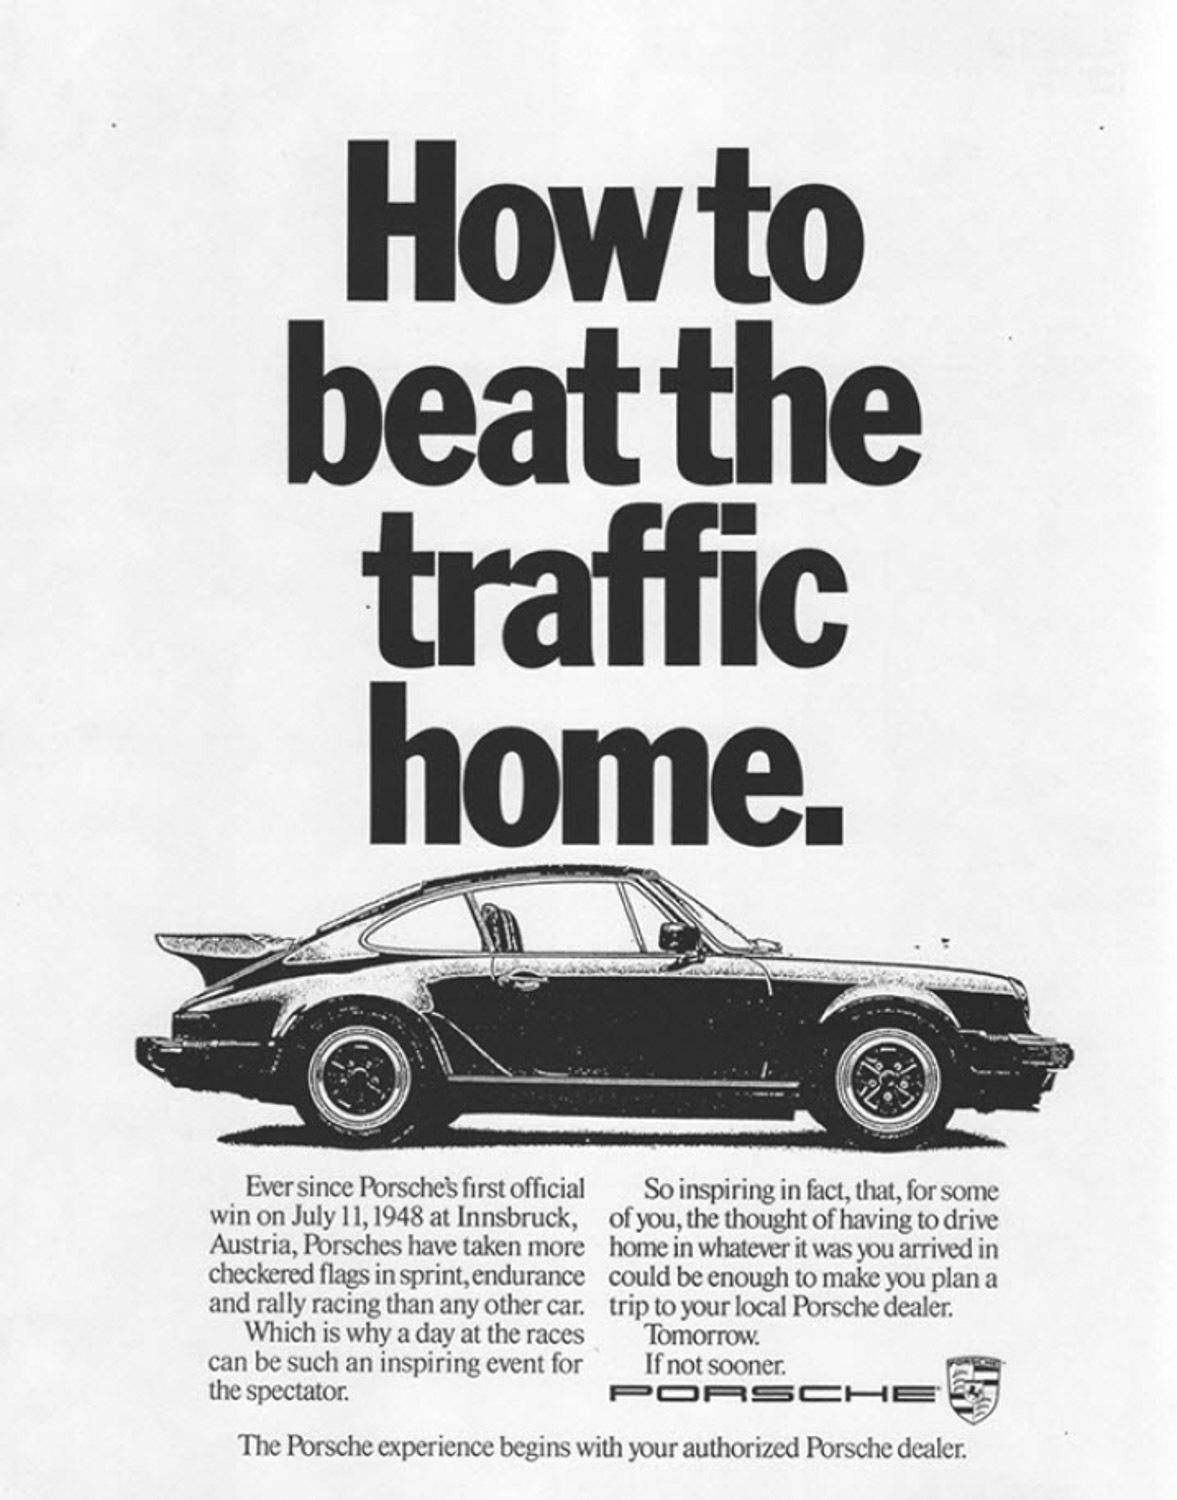 How to
beat the
traffic
home.
Ever since Porsche's first official
win on July 11, 1948 at Innsbruck,
Austria, Porsches have taken more
checkered flags in sprint, endurance
and rally racing than any other car.
Which is why a day at the races
can be such an inspiring event for
the spectator.
So inspiring in fact, that, for some
of you, the thought of having to drive
home in whatever it was you arrived in
could be enough to make you plan a
trip to your local Porsche dealer.
Tomorrow.
If not sooner.
PORSCHE®
PORSCHE
The Porsche experience begins with your authorized Porsche dealer.